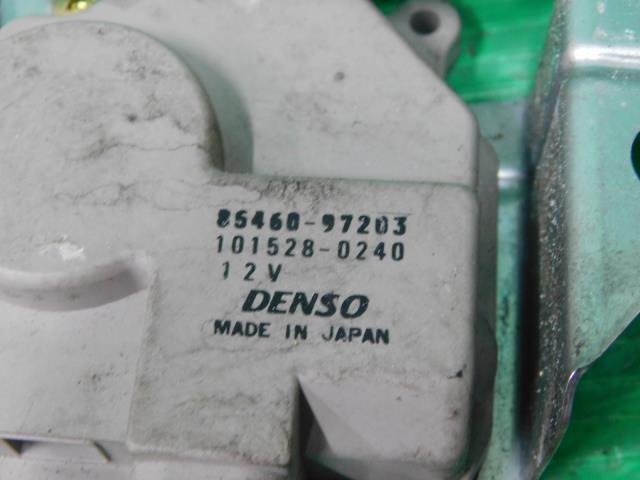 85460-97203
101528-0240
12V
DENSO
MADE IN JAPAN